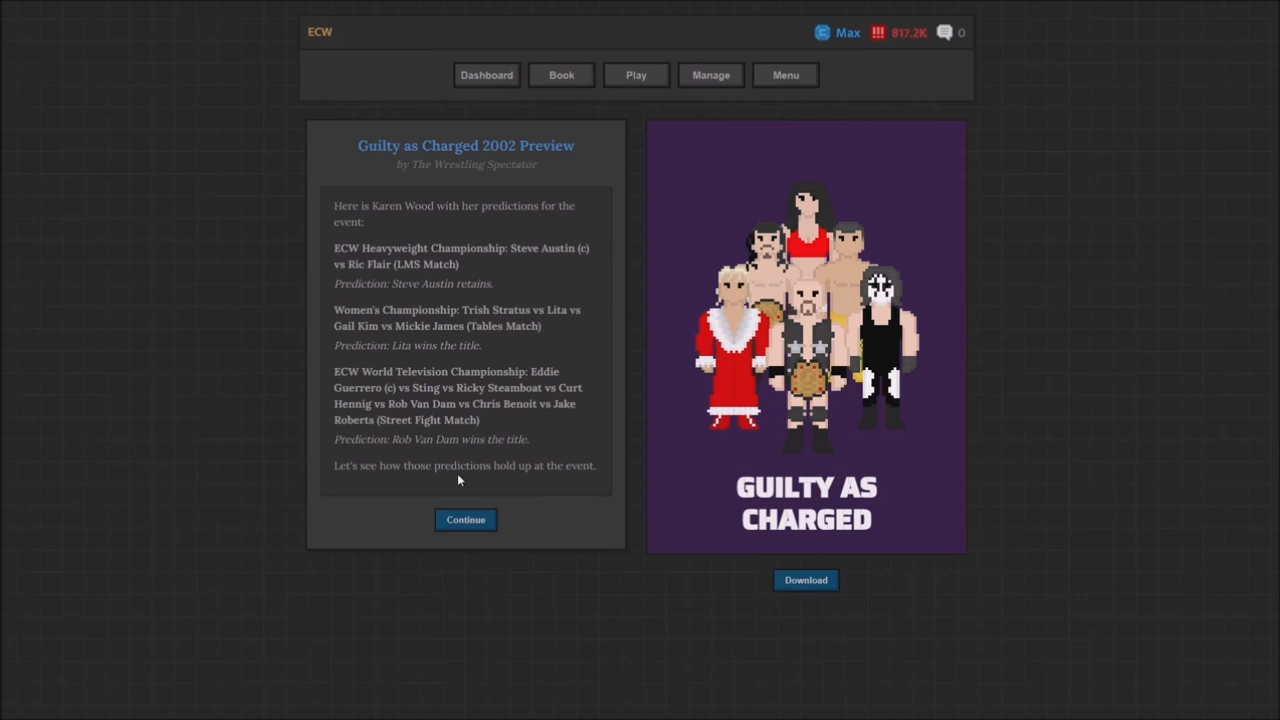 ECW
Max
817.2K
0
Dashboard
Book
Play
Manage
Menu
Guilty as Charged 2002 Preview
by The Wrestling Spectator
Here is Karen Wood with her predictions for the
event:
ECW Heavyweight Championship: Steve Austin (c)
vs Ric Flair (LMS Match)
Prediction: Steve Austin retains.
Women's Championship: Trish Stratus vs Lita vs
Gail Kim vs Mickie James (Tables Match)
Prediction: Lita wins the title.
ECW World Television Championship: Eddie
Guerrero (c) vs Sting vs Ricky Steamboat vs Curt
Hennig vs Rob Van Dam vs Chris Benoit vs Jake
Roberts (Street Fight Match)
Prediction: Rob Van Dam wins the title.
Let's see how those predictions hold up at the event.
Continue
GUILTY AS
CHARGED
Download